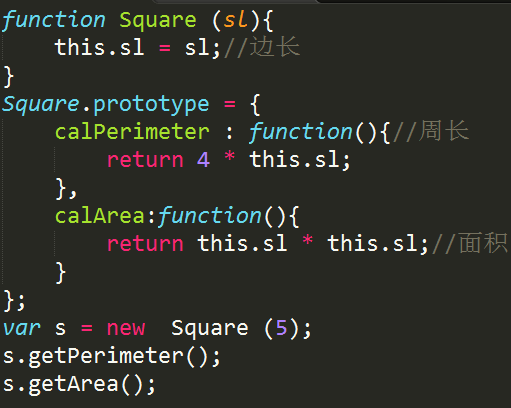 function Square (sl){
    this.sl = sl;//边长
}
Square.prototype = {
    calPerimeter : function(){//周长
        return 4 * this.sl;
    },
    calArea:function(){
        return this.sl * this.sl;//面积
    }
};
var s = new  Square (5);
s.getPerimeter();
s.getArea();